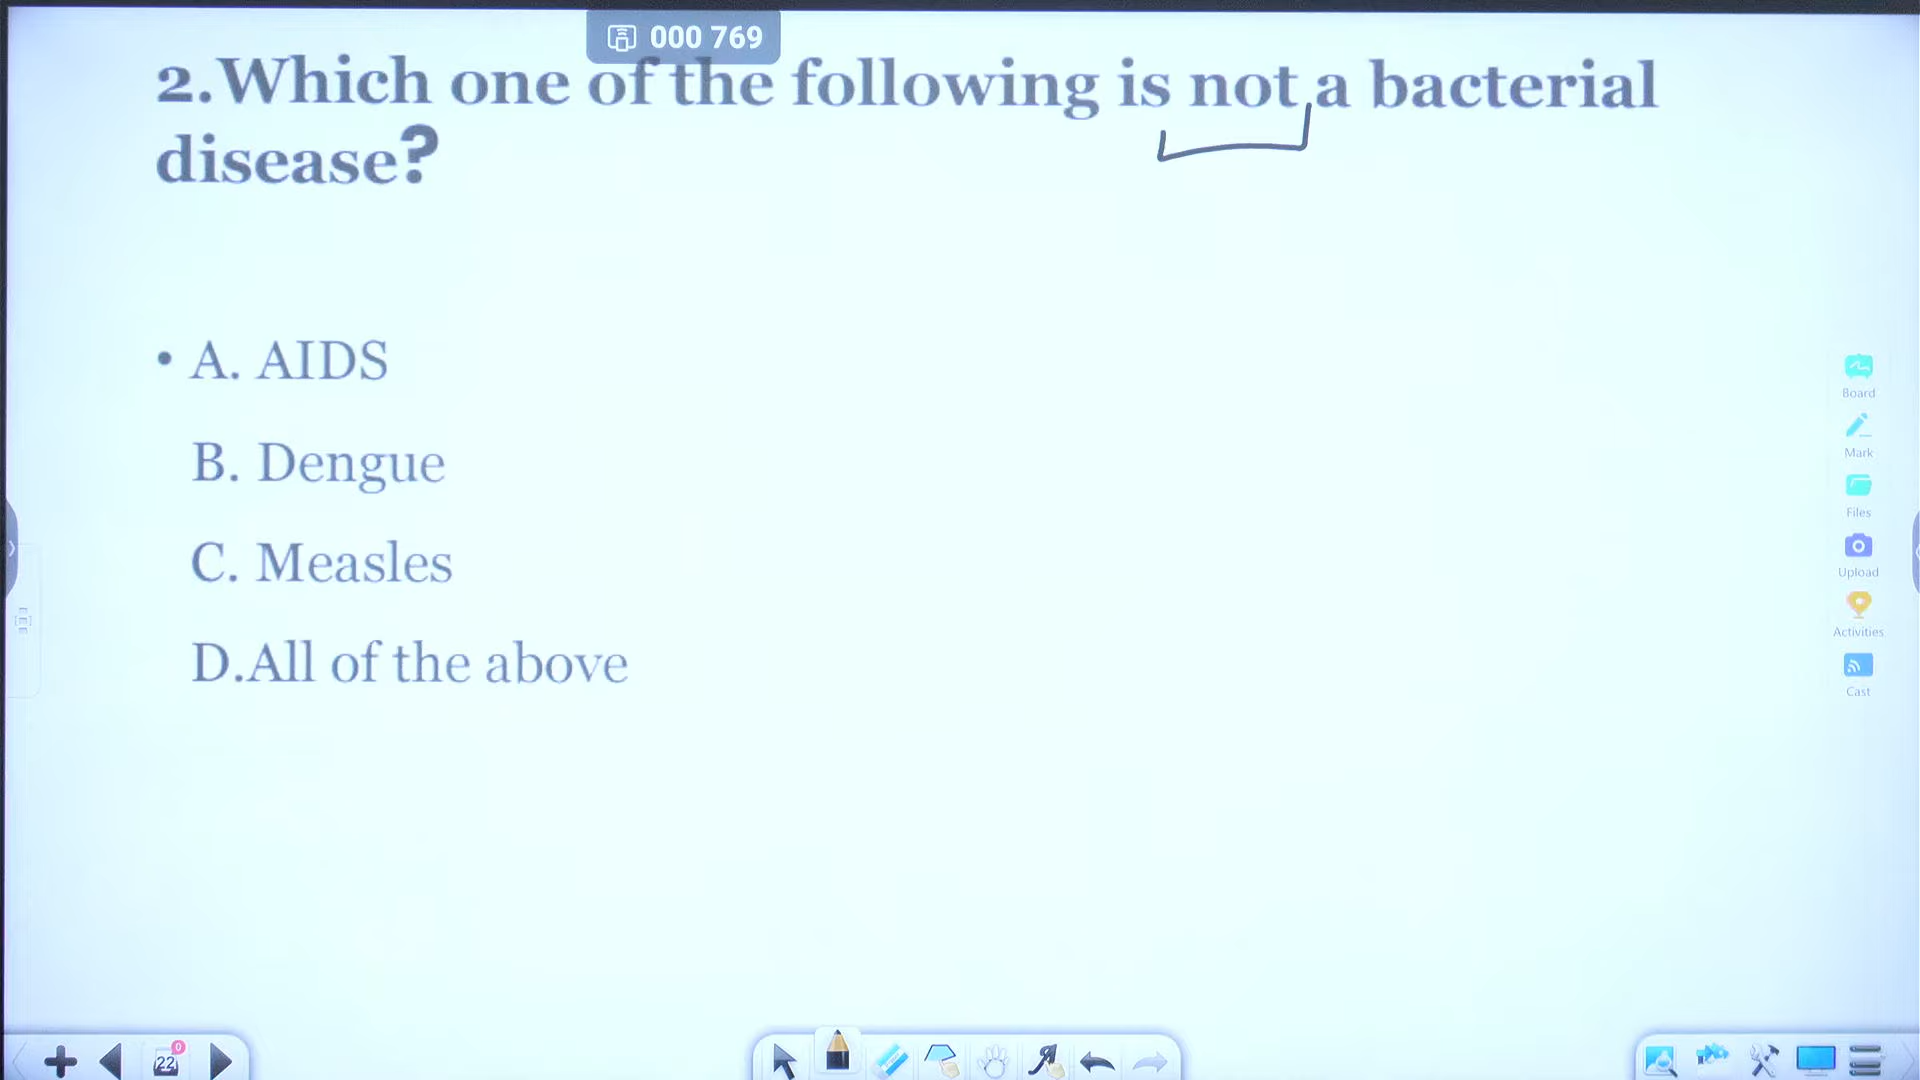 000 769
2.Which one of the following is not a bacterial
disease?
• A. AIDS
B. Dengue
C. Measles
D.All of the above
Board
Mark
Files
Upload
Activities
Cast
22
0